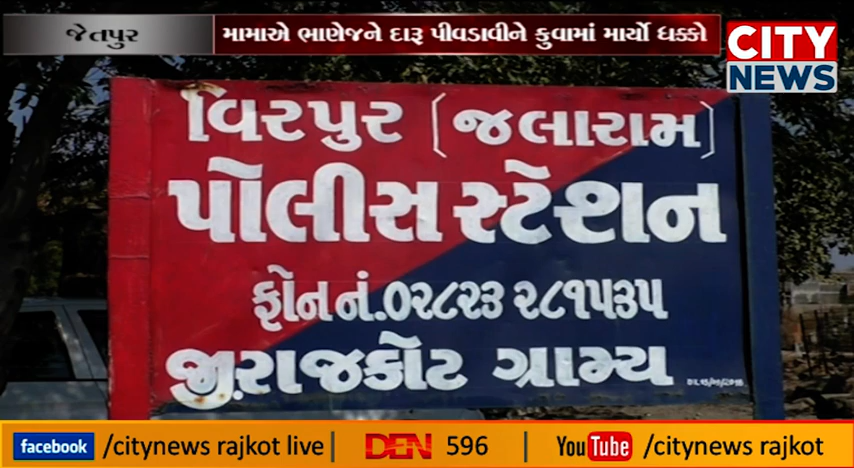 જેતપુર
મામાએ ભાણેજને દારૂ પીવડાવીને કુવામાં માર્યો ધક્કો
CITY
NEWS
વિરપુર [જલારામ]
પોલીસ સ્ટેશન
ફોન નં.૦૨૮૨૩ ૨૮૧૫૩૫
જી.રાજકોટ ગ્રામ્ય
facebook /citynews rajkot live | DEN 596 | YouTube /citynews rajkot